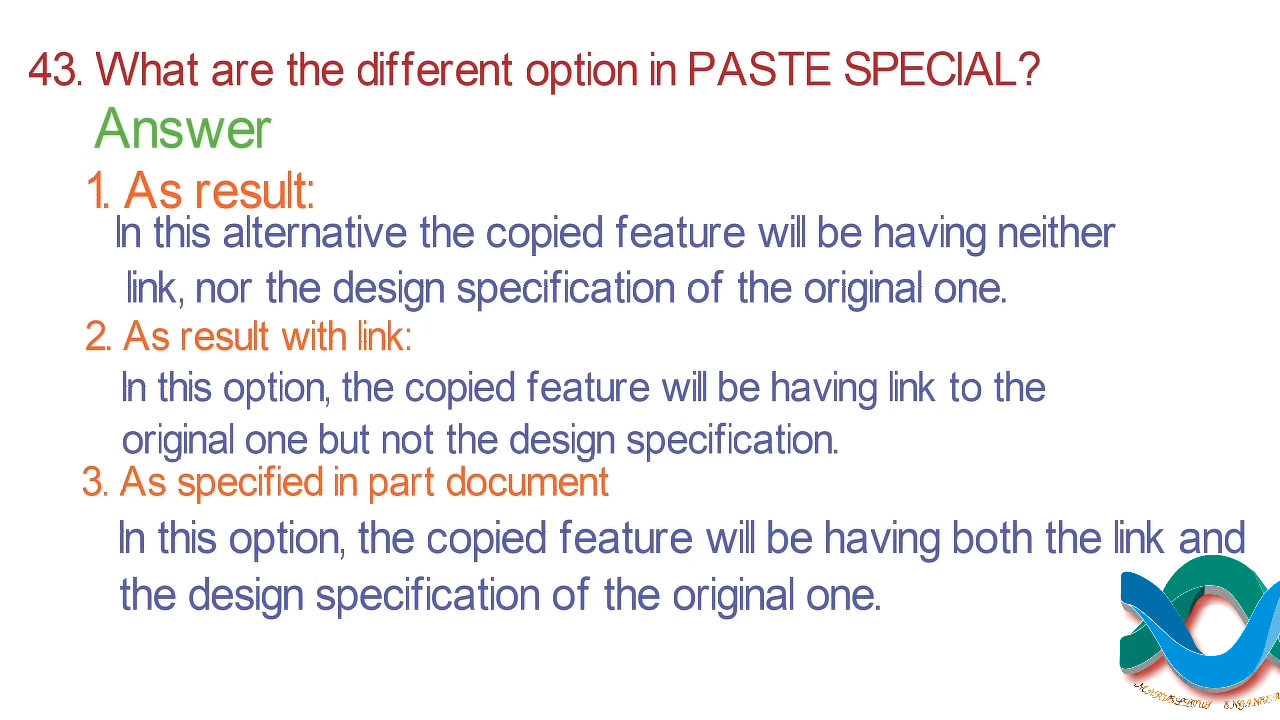 43. What are the different option in PASTE SPECIAL?
Answer
1. As result:
In this alternative the copied feature will be having neither
link, nor the design specification of the original one.
2. As result with link:
In this option, the copied feature will be having link to the
original one but not the design specification.
3. As specified in part document
In this option, the copied feature will be having both the link and
the design specification of the original one.